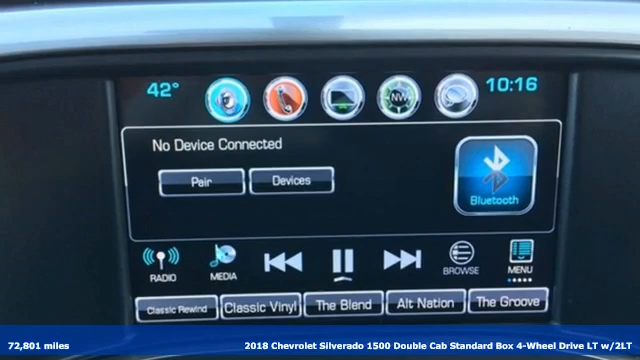 42° NW 10:16
No Device Connected
Pair Devices
Bluetooth
RADIO MEDIA BROWSE MENU
Classic Rewind Classic Vinyl The Blend Alt Nation The Groove
72,801 miles 2018 Chevrolet Silverado 1500 Double Cab Standard Box 4-Wheel Drive LT w/2LT